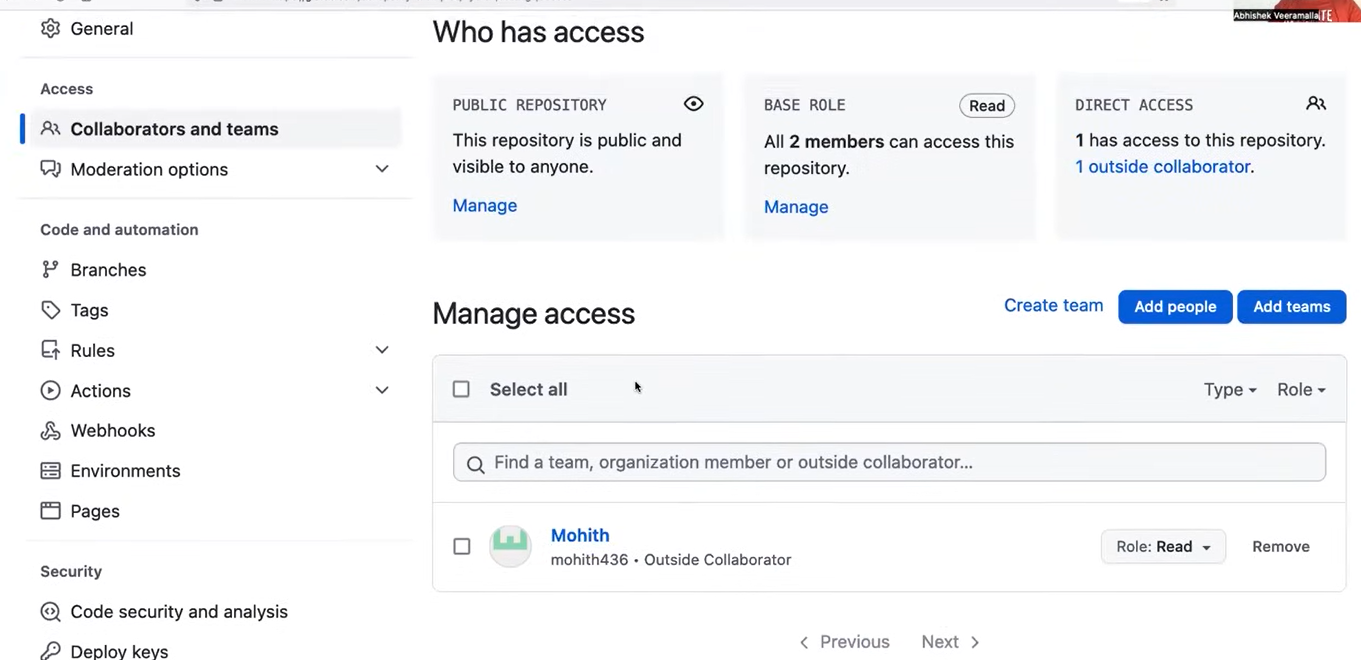 Abhishek Veeramalla
General
Access
Collaborators and teams
Moderation options
Code and automation
Branches
Tags
Rules
Actions
Webhooks
Environments
Pages
Security
Code security and analysis
Deploy keys
Who has access
PUBLIC REPOSITORY
This repository is public and
visible to anyone.
Manage
BASE ROLE
Read
All 2 members can access this
repository.
Manage
DIRECT ACCESS
1 has access to this repository.
1 outside collaborator.
Manage access
Create team
Add people
Add teams
Select all
Type
Role
Find a team, organization member or outside collaborator...
Mohith
mohith436 • Outside Collaborator
Role: Read
Remove
Previous
Next